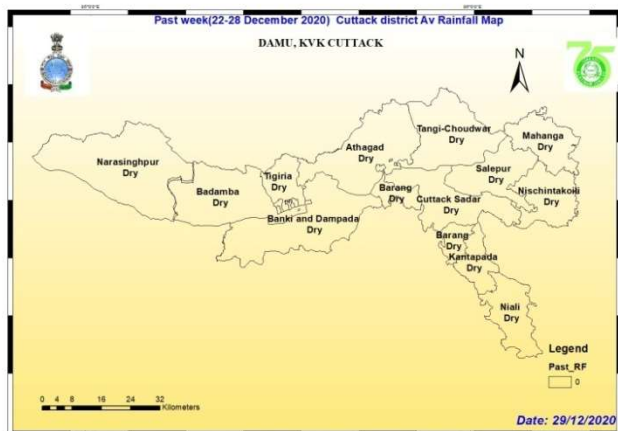 Past week(22-28 December 2020) Cuttack district Av Rainfall Map
DAMU, KVK CUTTACK
75
N
Tangi-Choudwar
Dry
Mahanga
Dry
Athagad
Dry
Narasinghpur
Dry
Salepur
Dry
Tigiria
Dry
Nischintakoili
Dry
Badamba
Dry
Barang
Dry
Cuttack Sadar
Dry
Banki and Dampada
Dry
Barang
Dry
Kantapada
Dry
Niali
Dry
Legend
Past_RF
0
0 4 8 16 24 32
Kilometers
Date: 29/12/2020